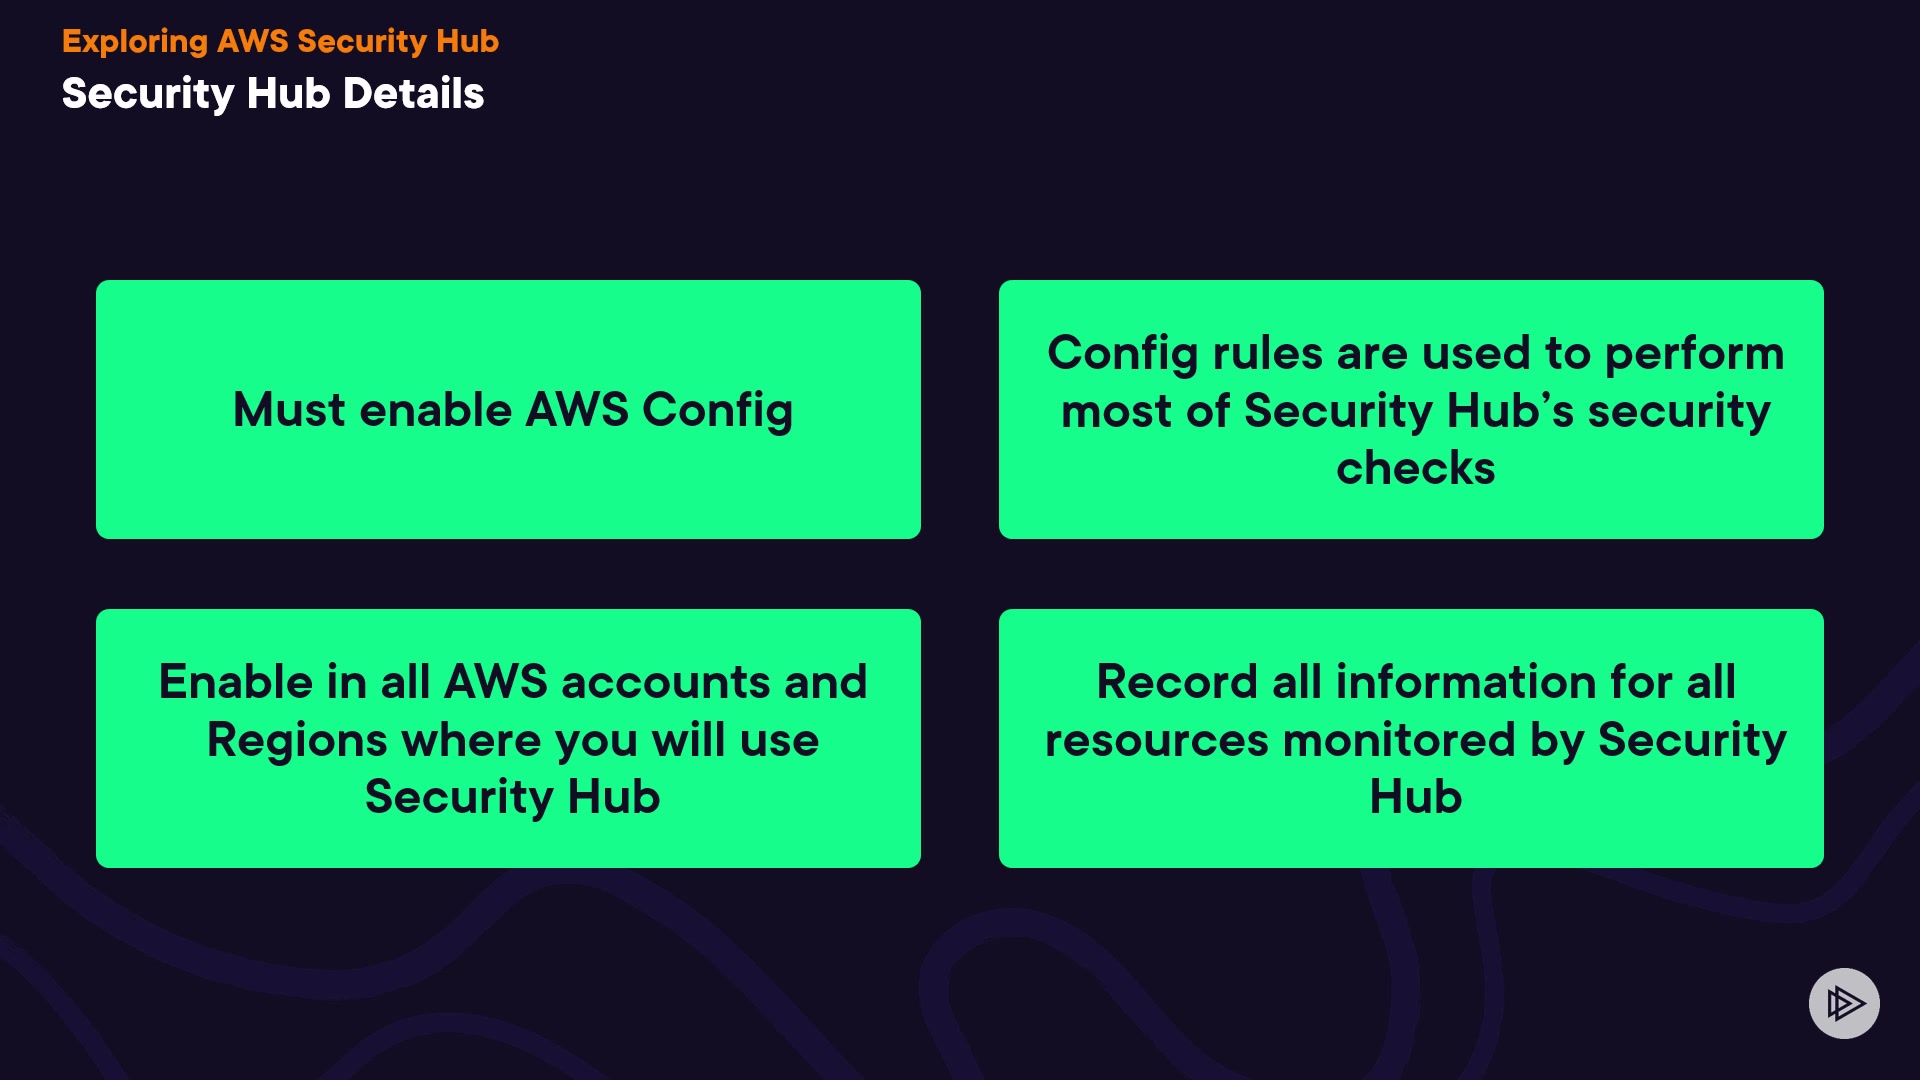 Exploring AWS Security Hub
Security Hub Details
Must enable AWS Config
Config rules are used to perform
most of Security Hub’s security
checks
Enable in all AWS accounts and
Regions where you will use
Security Hub
Record all information for all
resources monitored by Security
Hub